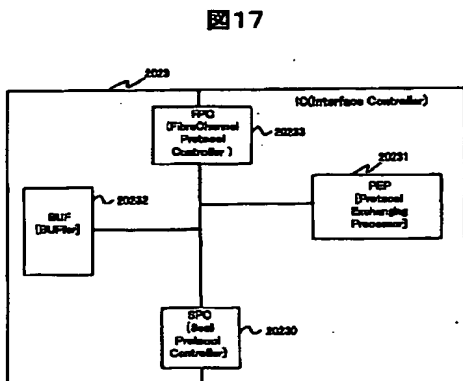 図17
2023
IC(Interface Controller)
FPC
(FibreChannel
Protocol
Controller)
20233
20231
20232
PEP
[Protocol
Exchanging
Processor]
BUF
[BUFfer]
SPC
(Scsi
Protocol
Controller)
20230